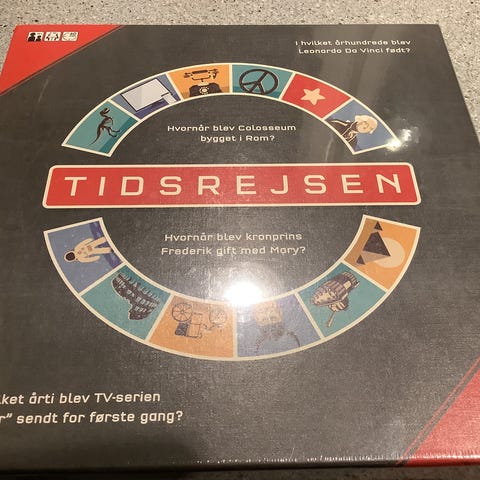 I hvilket århundrede blev
Leonardo Da Vinci født?
Hvornår blev Colosseum
bygget i Rom?
TIDSREJSEN
Hvornår blev kronprins
Frederik gift med Mary?
årti blev TV-serien
sendt for første gang?